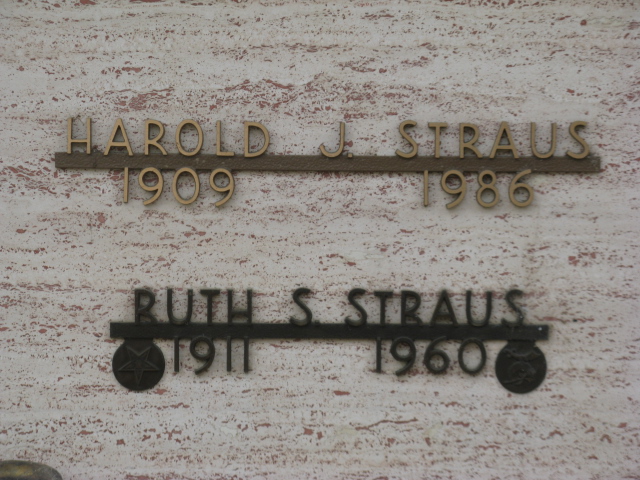 HAROLD J. STRAUS
1909 1986
RUTH S. STRAUS
1911 1960